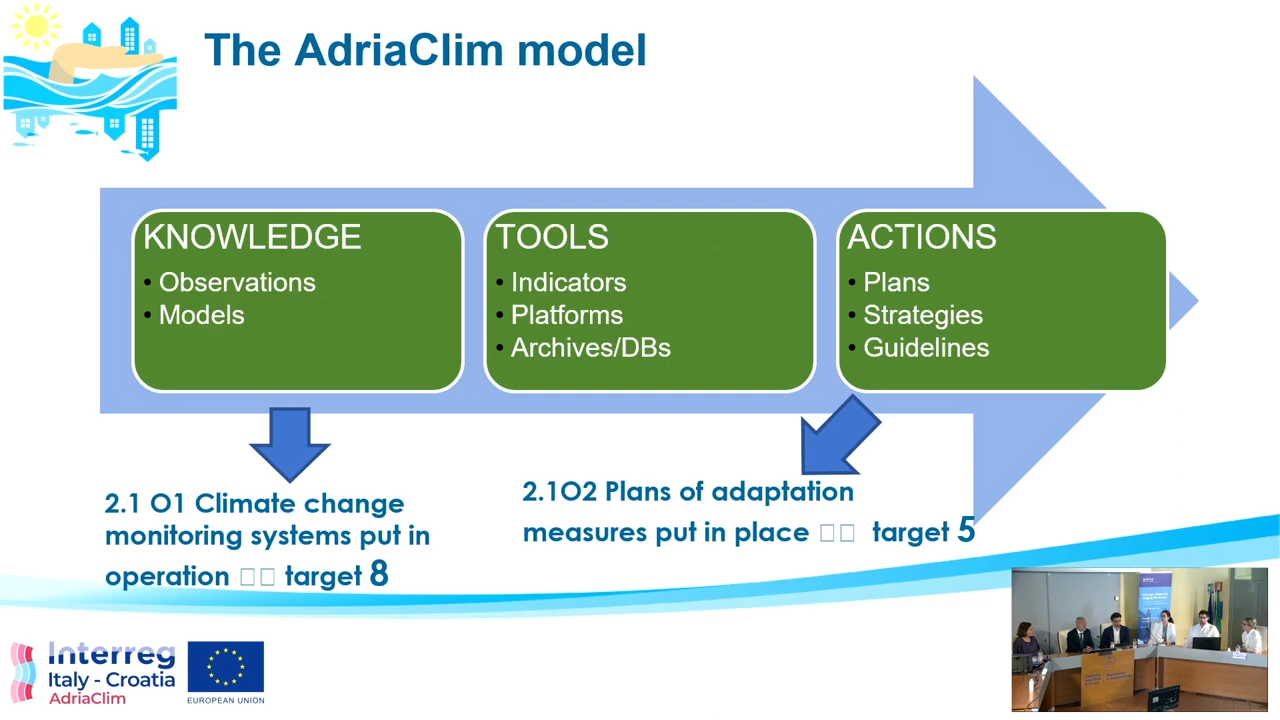 The AdriaClim model
KNOWLEDGE
• Observations
• Models
TOOLS
• Indicators
• Platforms
• Archives/DBs
ACTIONS
• Plans
• Strategies
• Guidelines
2.1 O1 Climate change
monitoring systems put in
operation □□ target 8
2.1O2 Plans of adaptation
measures put in place □□ target 5
Interreg
Italy - Croatia
AdriaClim
EUROPEAN UNION